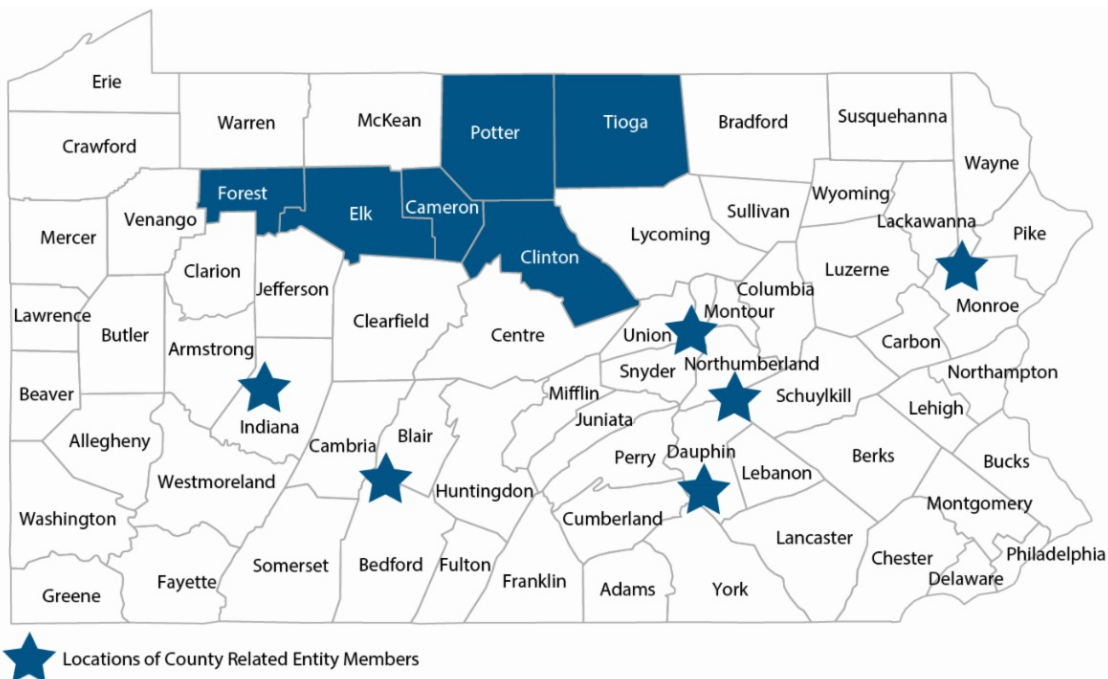 Erie
Crawford
Warren
McKean
Potter
Tioga
Bradford
Susquehanna
Wayne
Forest
Elk
Cameron
Clinton
Venango
Mercer
Clarion
Jefferson
Lycoming
Sullivan
Wyoming
Lackawanna
Pike
Luzerne
Columbia
Montour
Monroe
Lawrence
Butler
Armstrong
Clearfield
Centre
Union
Northumberland
Snyder
Carbon
Northampton
Schuylkill
Lehigh
Beaver
Allegheny
Indiana
Cambria
Blair
Mifflin
Juniata
Perry
Dauphin
Lebanon
Berks
Bucks
Westmoreland
Huntingdon
Montgomery
Washington
Cumberland
Lancaster
Chester
Philadelphia
Delaware
Greene
Fayette
Somerset
Bedford
Fulton
Franklin
Adams
York
Locations of County Related Entity Members